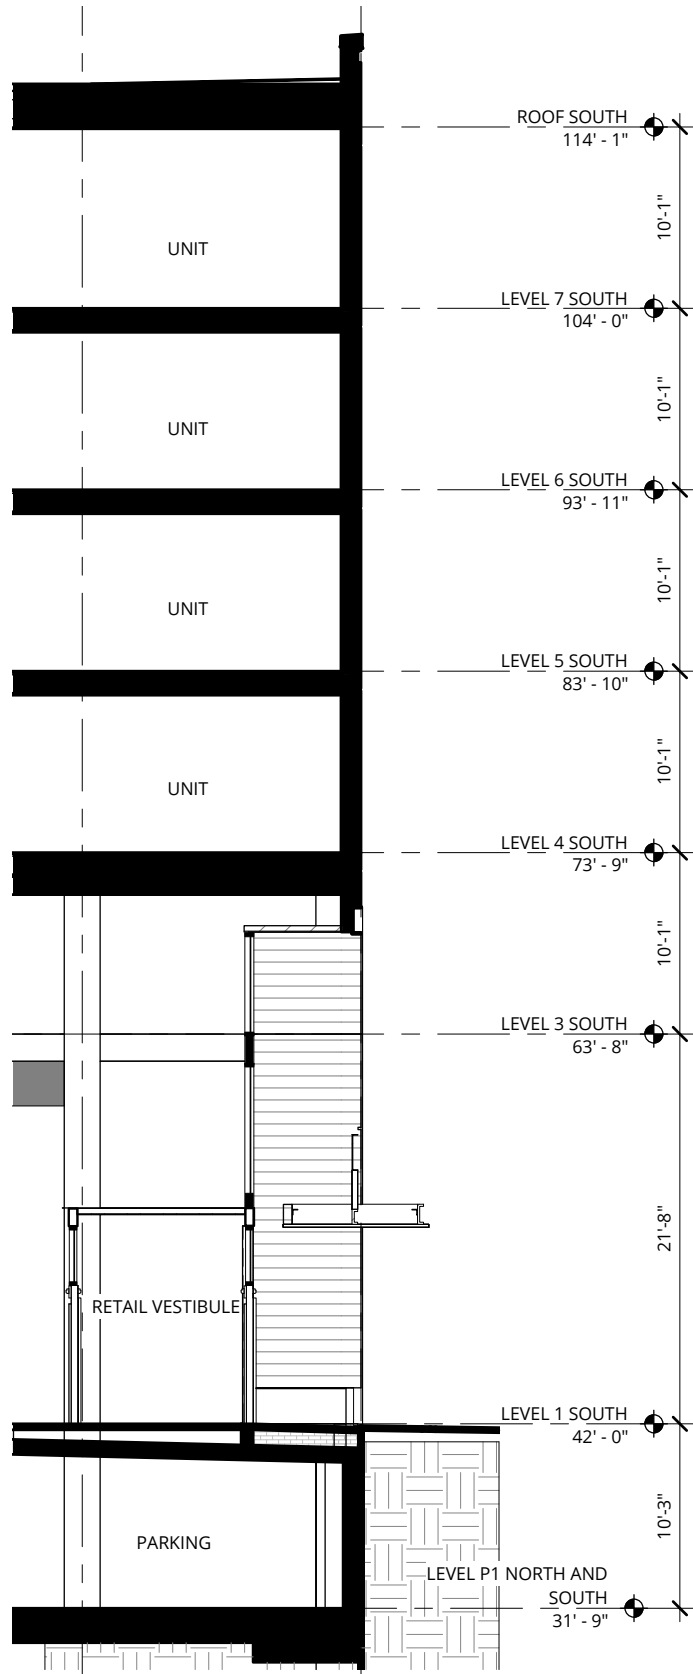 ROOF SOUTH
114' - 1"
10'-1"
UNIT
LEVEL 7 SOUTH
104' - 0"
10'-1"
UNIT
LEVEL 6 SOUTH
93' - 11"
10'-1"
UNIT
LEVEL 5 SOUTH
83' - 10"
10'-1"
UNIT
LEVEL 4 SOUTH
73' - 9"
10'-1"
LEVEL 3 SOUTH
63' - 8"
21'-8"
RETAIL VESTIBULE
LEVEL 1 SOUTH
42' - 0"
10'-3"
PARKING
LEVEL P1 NORTH AND
SOUTH
31' - 9"